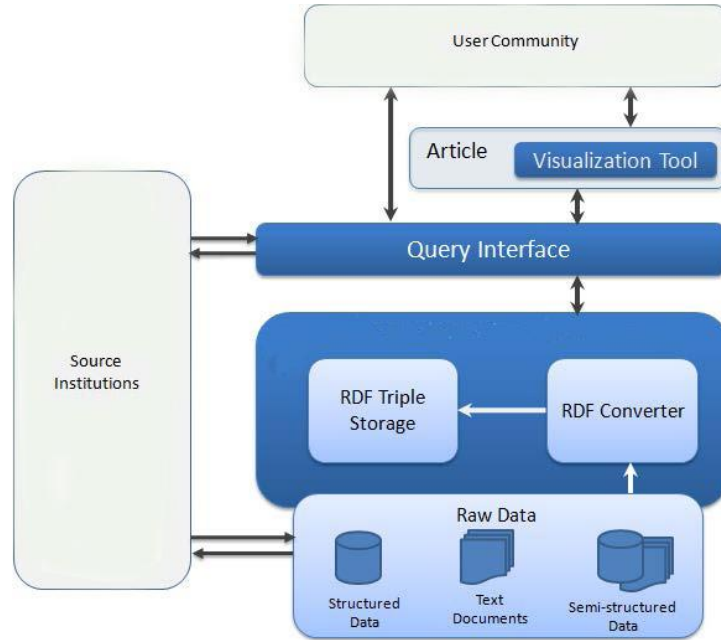 User Community
Article
Visualization Tool
Query Interface
Source
Institutions
RDF Triple
Storage
RDF Converter
Raw Data
Structured
Data
Text
Documents
Semi-structured
Data